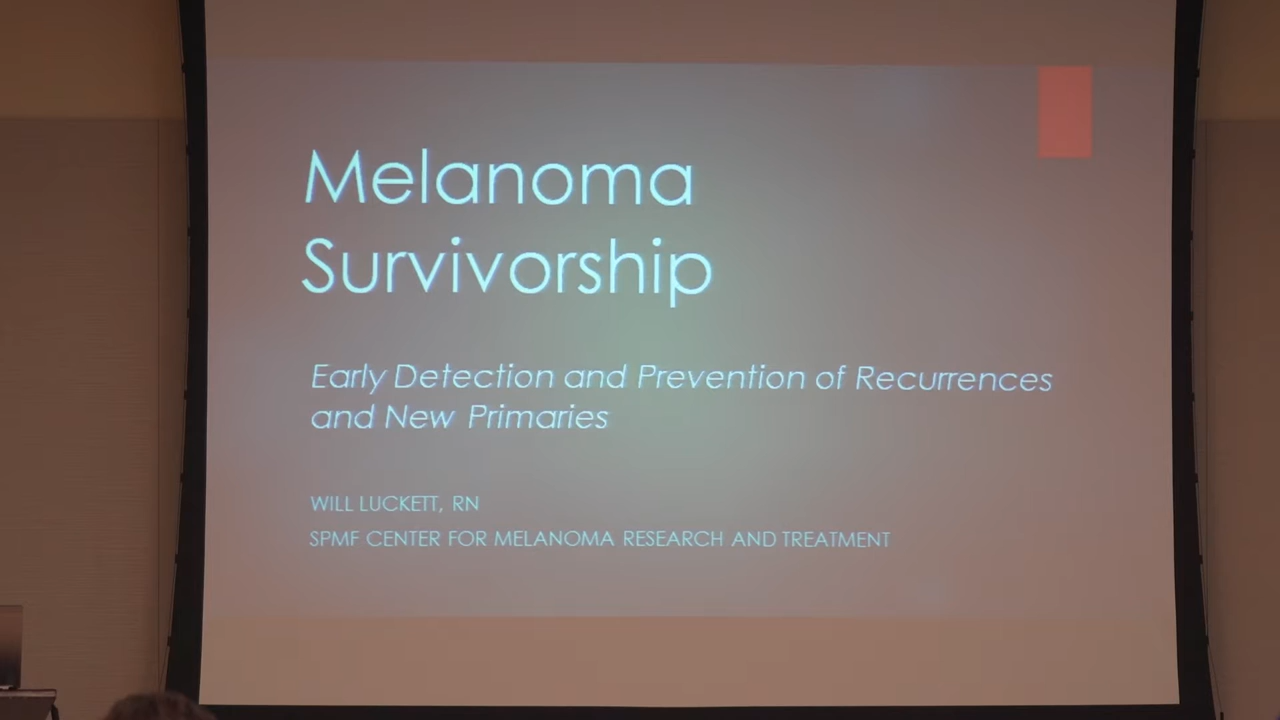 Melanoma
Survivorship
Early Detection and Prevention of Recurrences
and New Primaries
WILL LUCKETT, RN
SPMF CENTER FOR MELANOMA RESEARCH AND TREATMENT